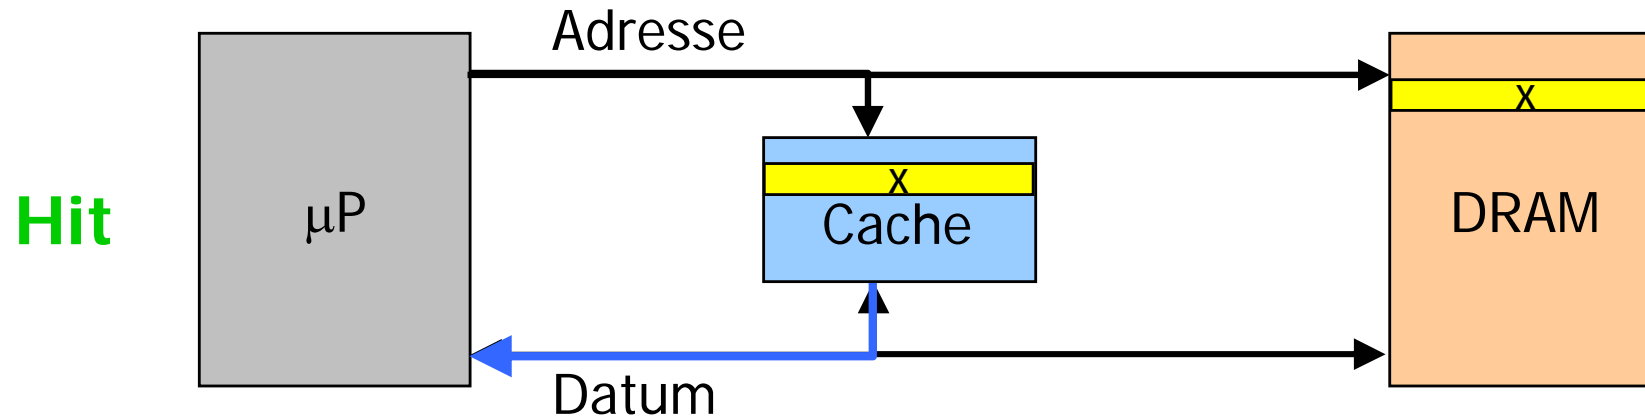 Adresse
x
x
Hit
µP
Cache
DRAM
Datum